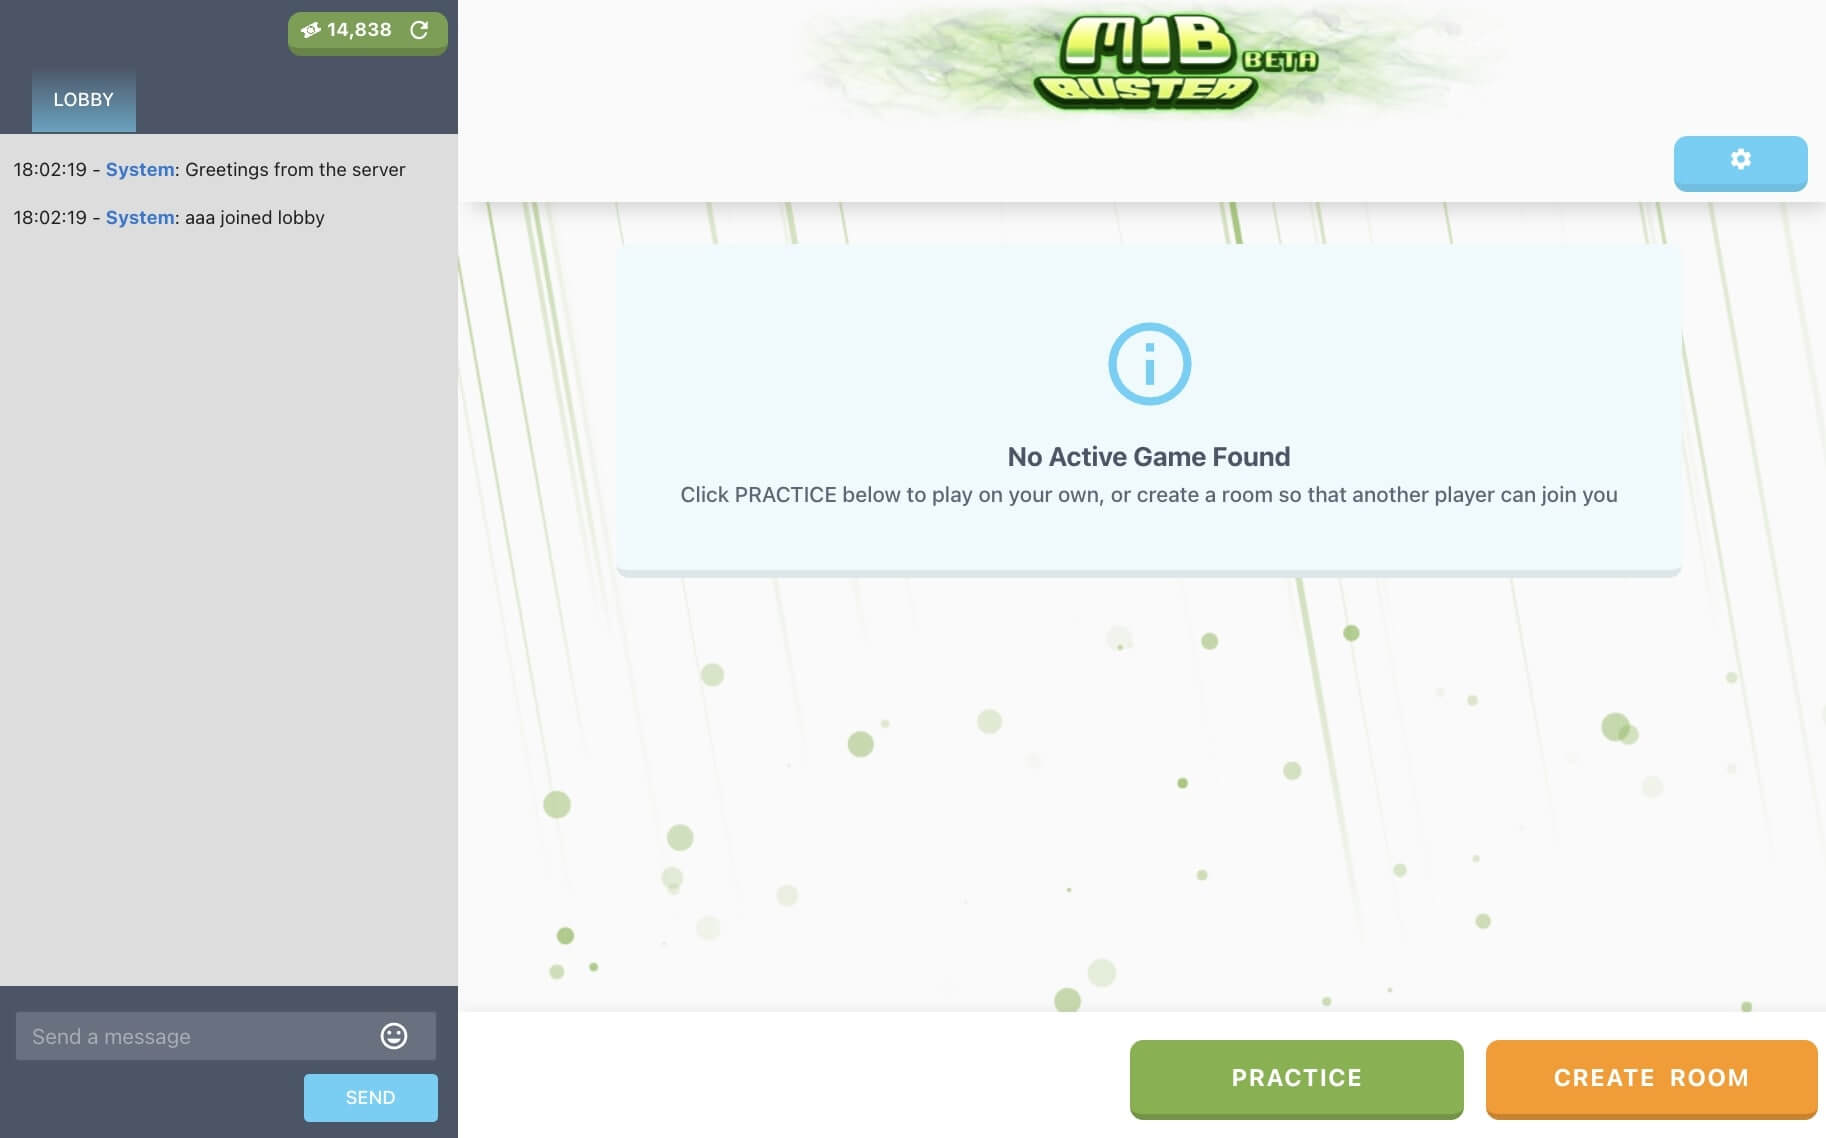 14,838
LOBBY
18:02:19 - System: Greetings from the server
18:02:19 - System: aaa joined lobby
Send a message
SEND
M1B
BETA
BUSTER
No Active Game Found
Click PRACTICE below to play on your own, or create a room so that another player can join you
PRACTICE
CREATE ROOM